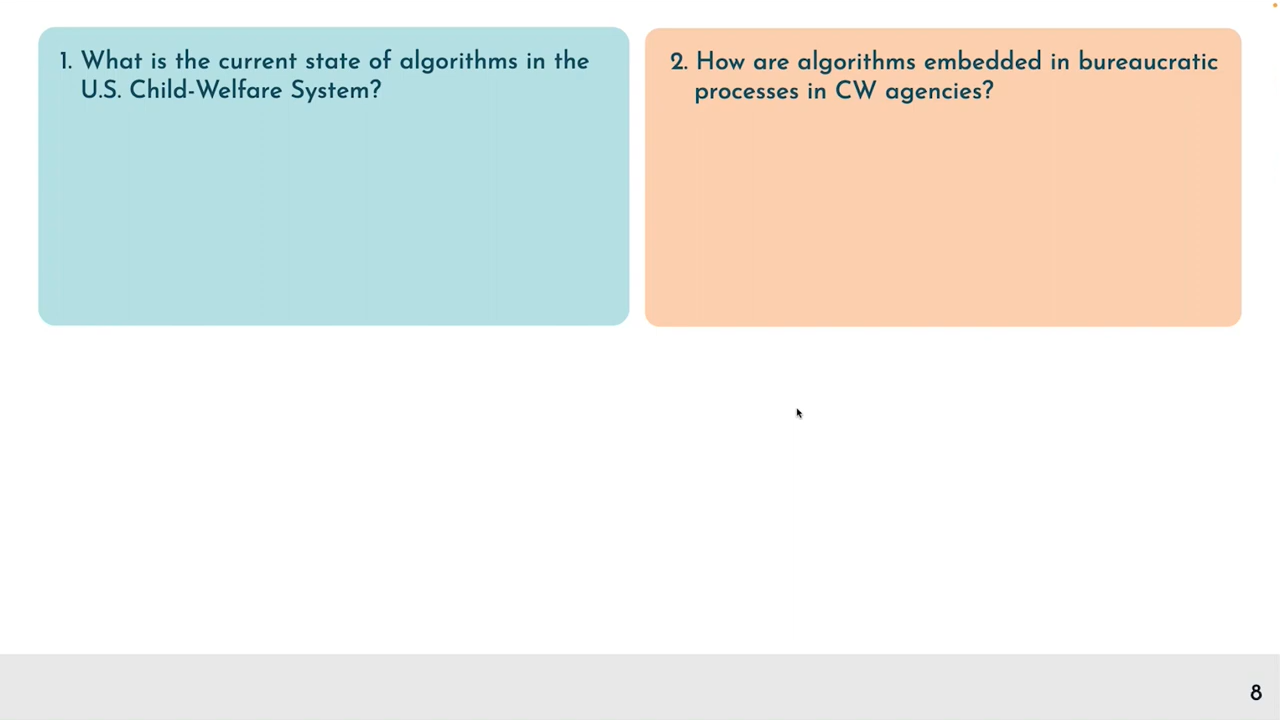 1. What is the current state of algorithms in the
U.S. Child-Welfare System?
2. How are algorithms embedded in bureaucratic
processes in CW agencies?
8